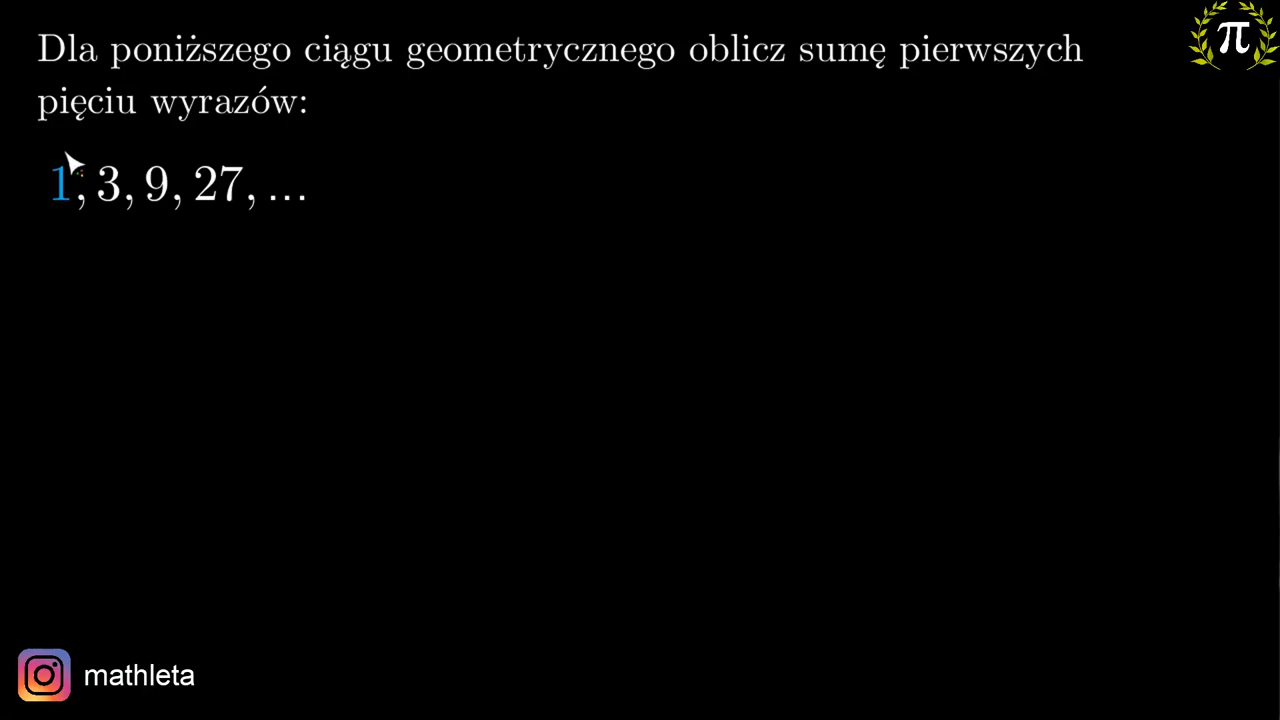 Dla poniższego ciągu geometrycznego oblicz sumę pierwszych
pięciu wyrazów:
1, 3, 9, 27, ...
π
mathleta